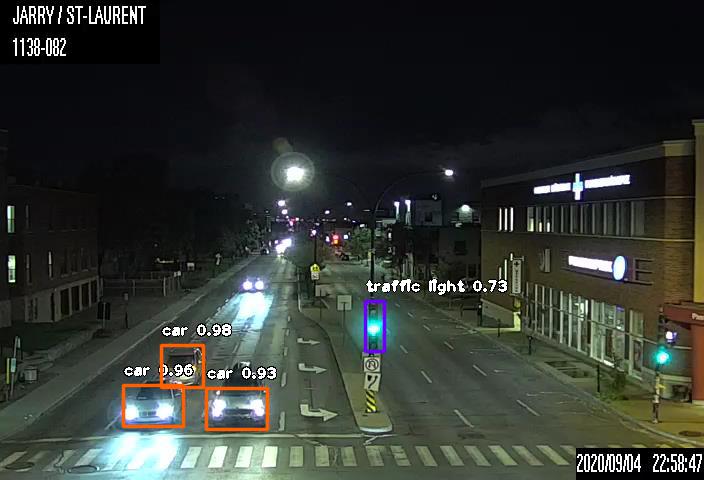 JARRY / ST-LAURENT
1138-082
traffic light 0.73
car 0.98
car 0.96
car 0.93
2020/09/04 22:58:47